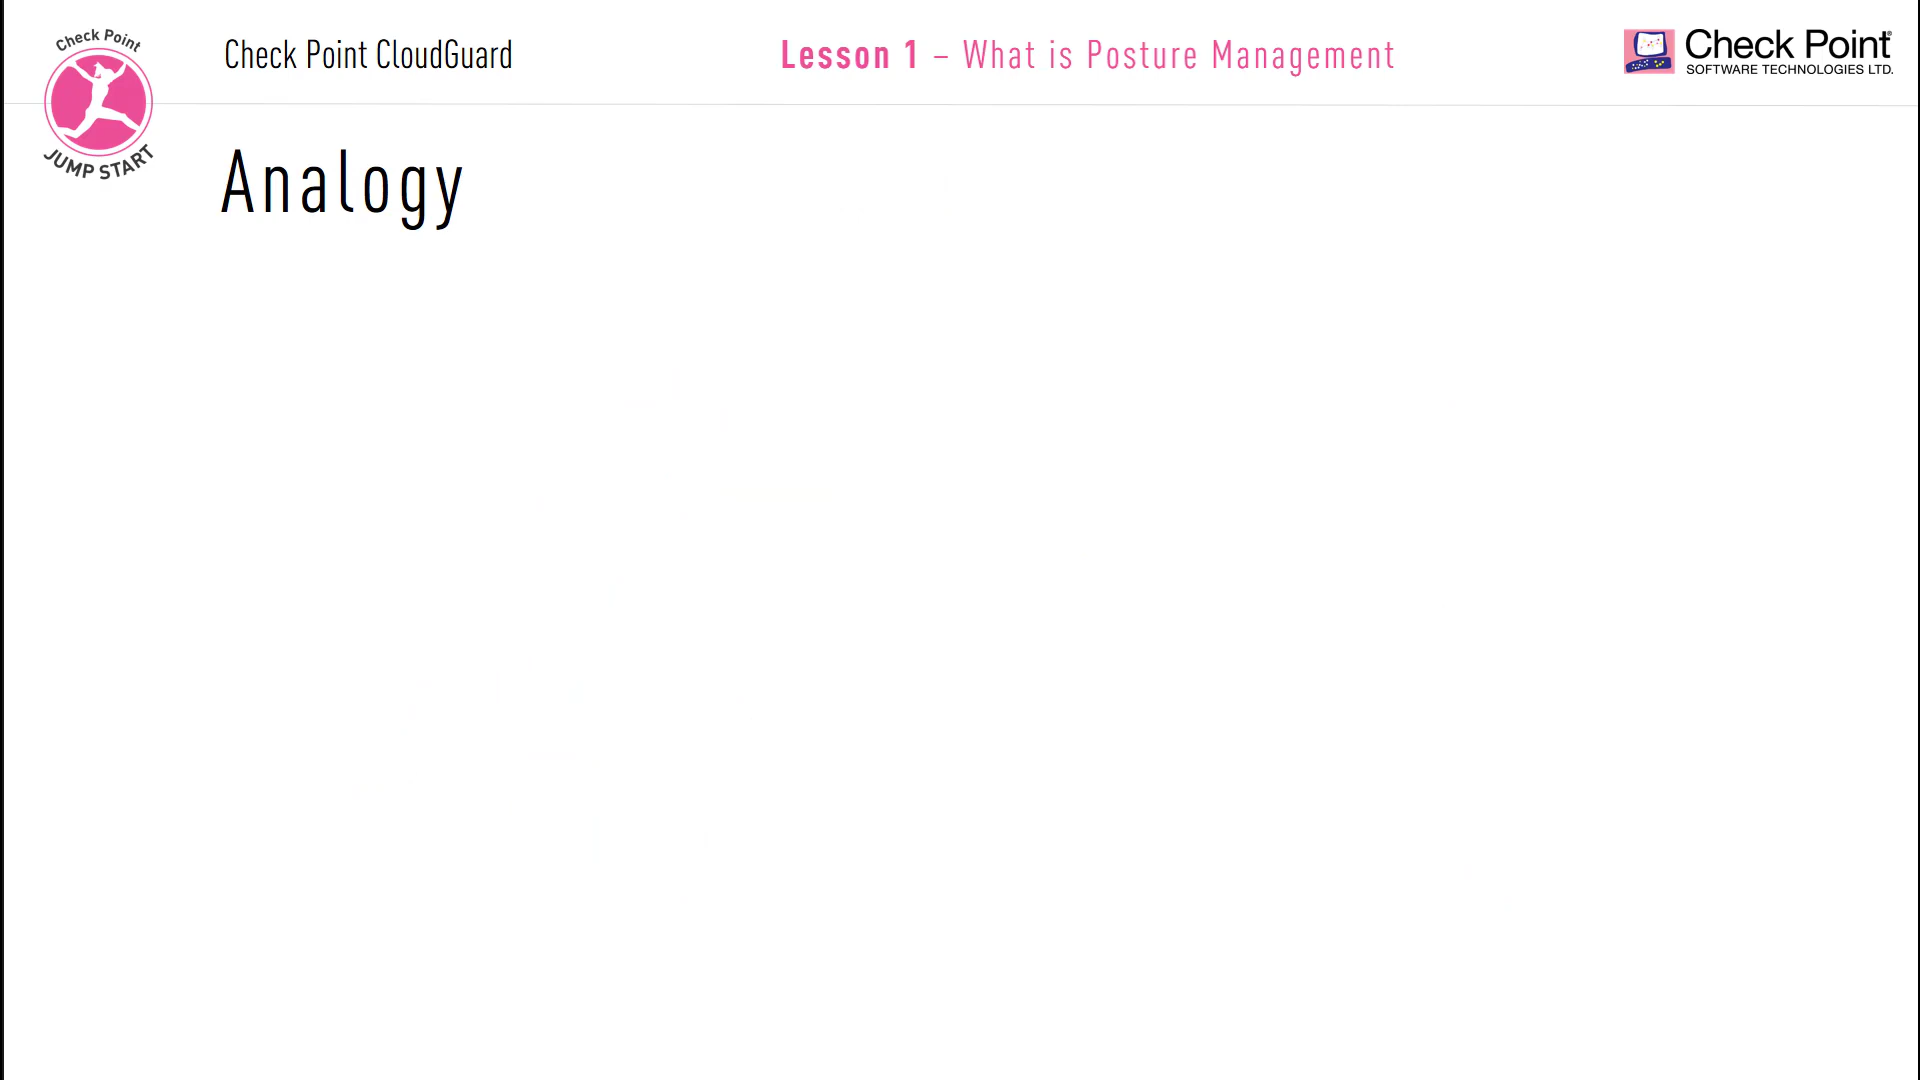 Check Point
JUMP START
Check Point CloudGuard
Lesson 1 – What is Posture Management
Check Point®
SOFTWARE TECHNOLOGIES LTD.
Analogy